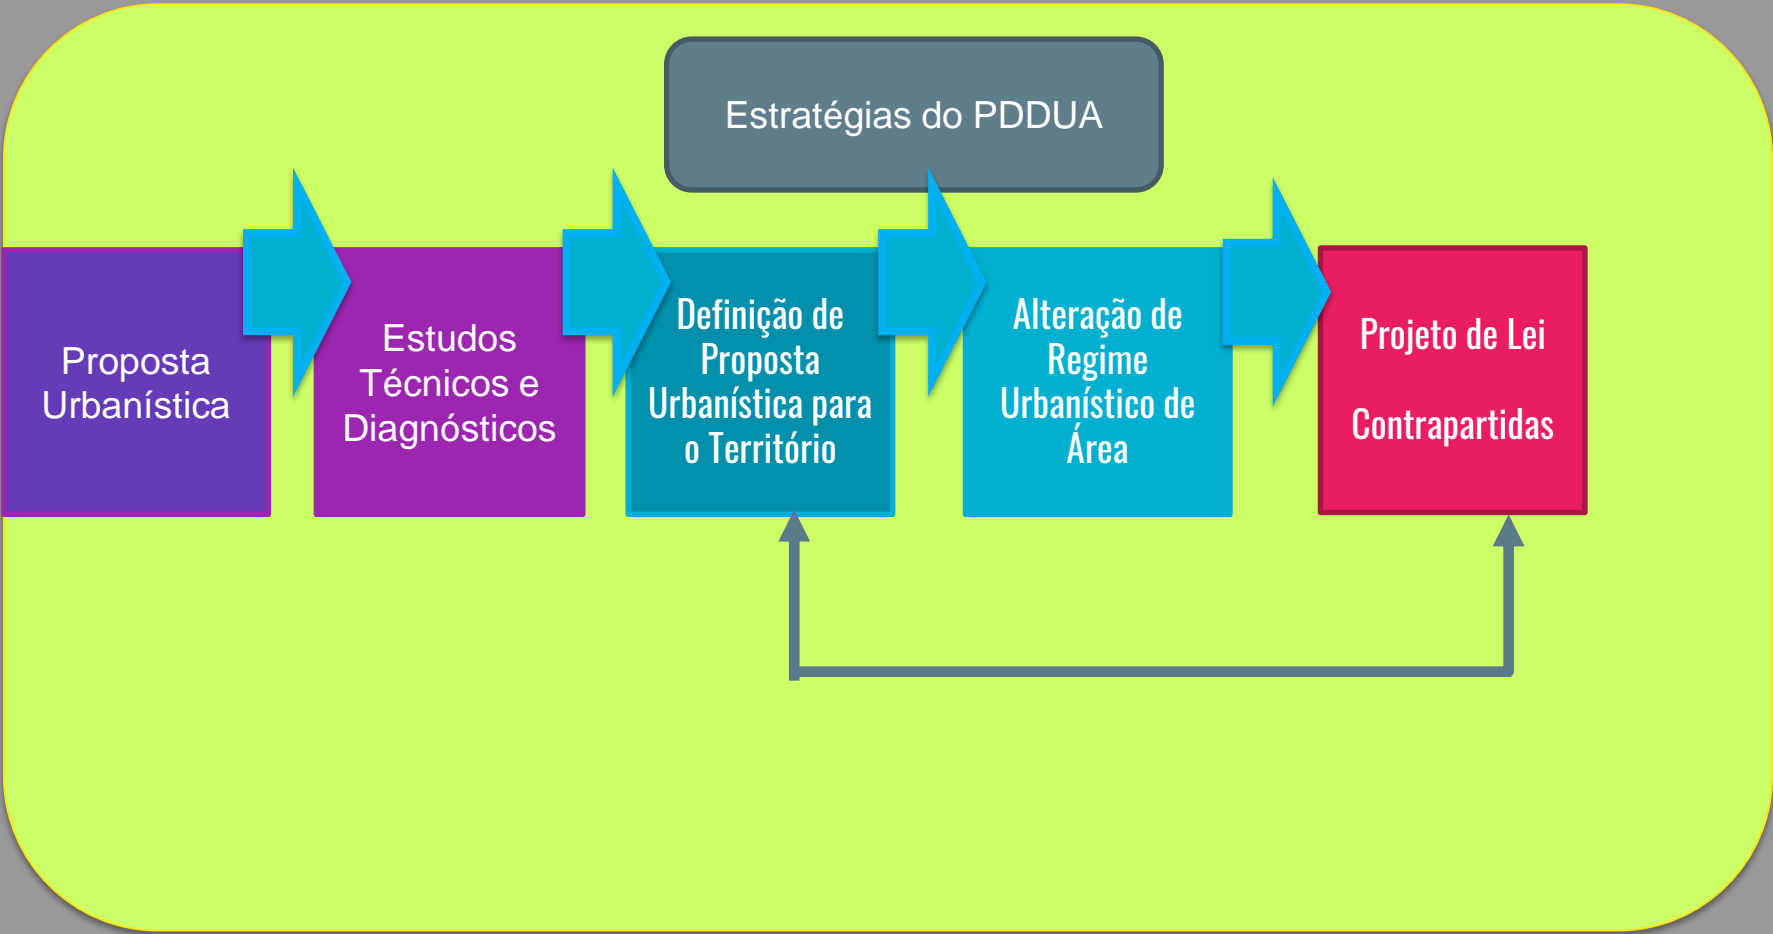 Estratégias do PDDUA
Proposta
Urbanística
Estudos
Técnicos e
Diagnósticos
Definição de
Proposta
Urbanística para
o Território
Alteração de
Regime
Urbanístico de
Área
Projeto de Lei
Contrapartidas